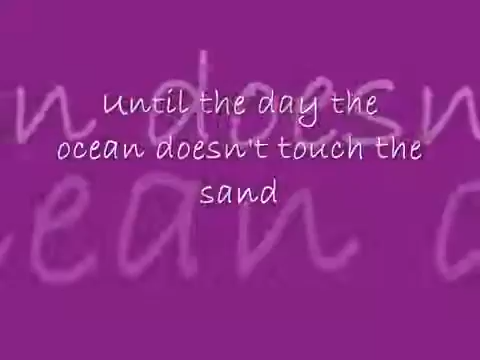 Until the day the
ocean doesn't touch the
sand